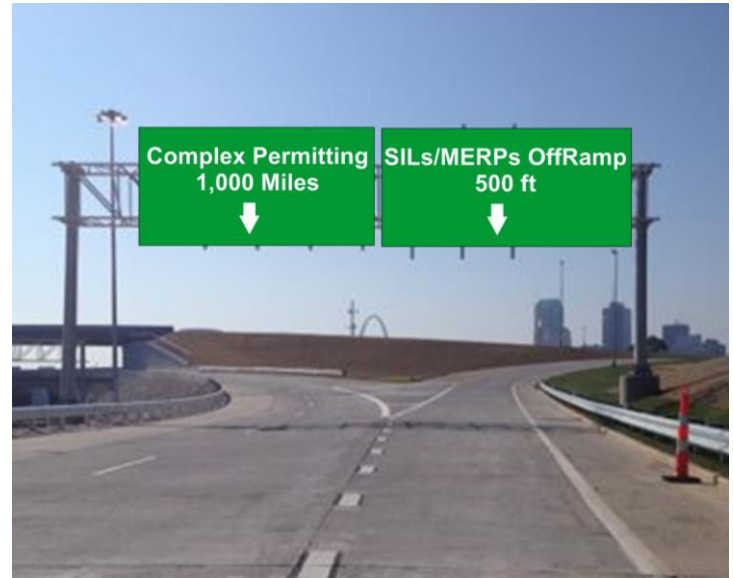 Complex Permitting
1,000 Miles
SILs/MERPs OffRamp
500 ft